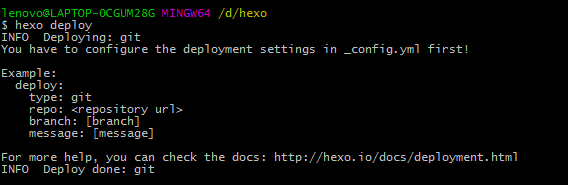 lenovo@LAPTOP-OCGUM28G MINGW64 /d/hexo
$ hexo deploy
INFO  Deploying: git
You have to configure the deployment settings in _config.yml first!

Example:
  deploy:
    type: git
    repo: <repository url>
    branch: [branch]
    message: [message]

For more help, you can check the docs: http://hexo.io/docs/deployment.html
INFO  Deploy done: git